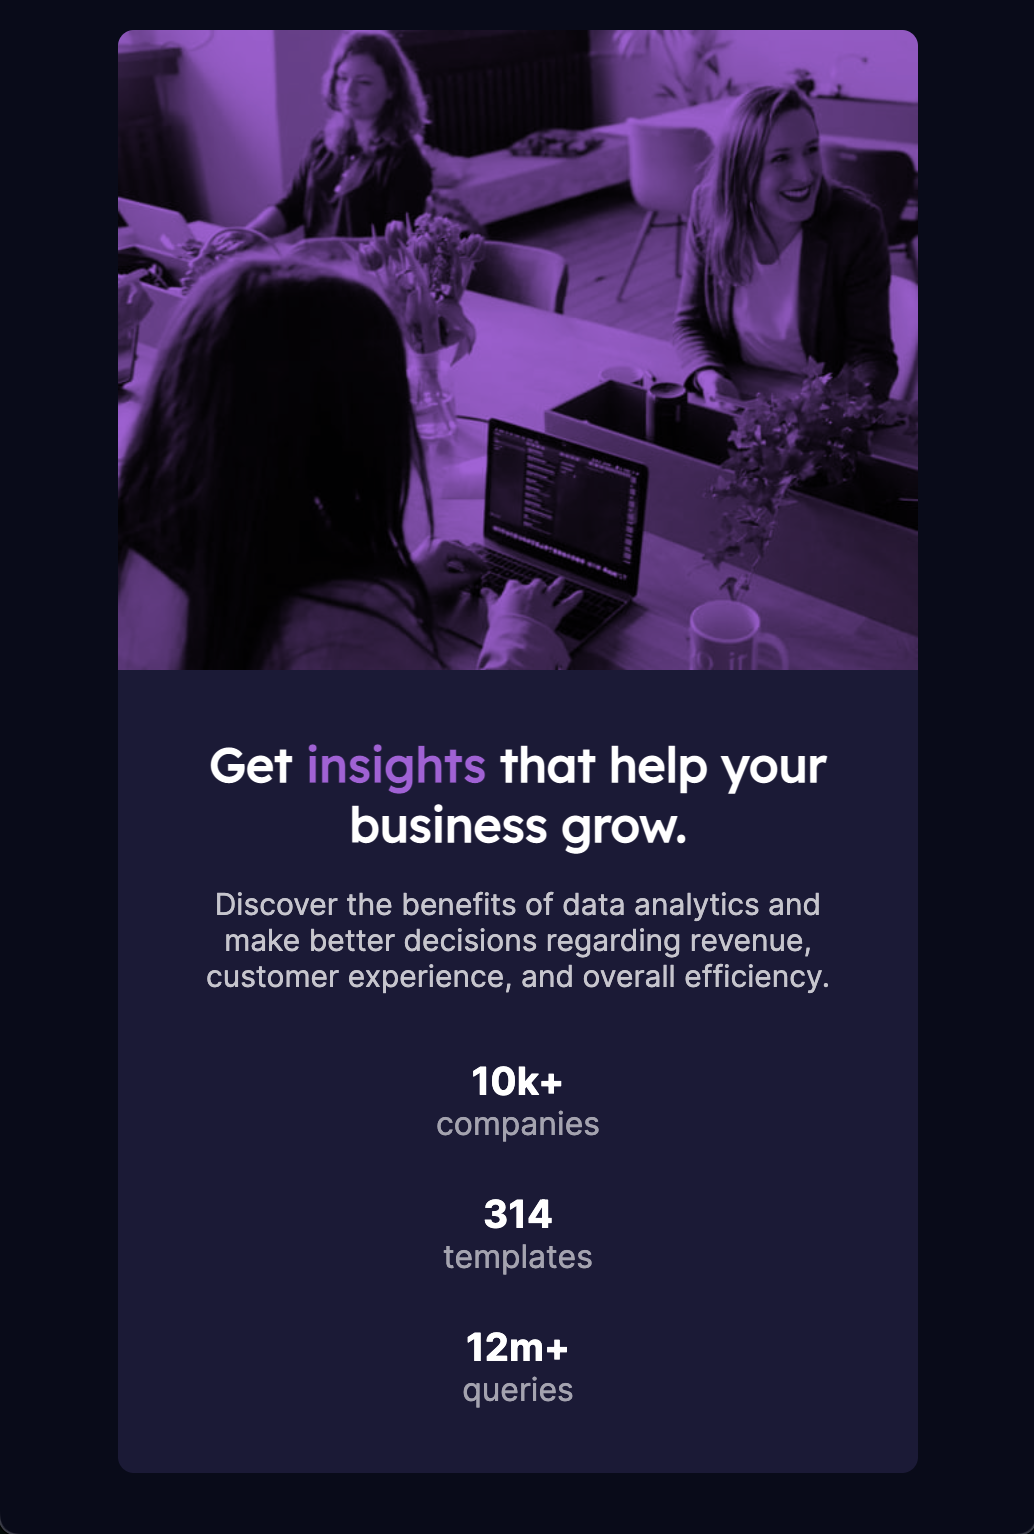 Get insights that help your
business grow.
Discover the benefits of data analytics and
make better decisions regarding revenue,
customer experience, and overall efficiency.
10k+
companies
314
templates
12m+
queries